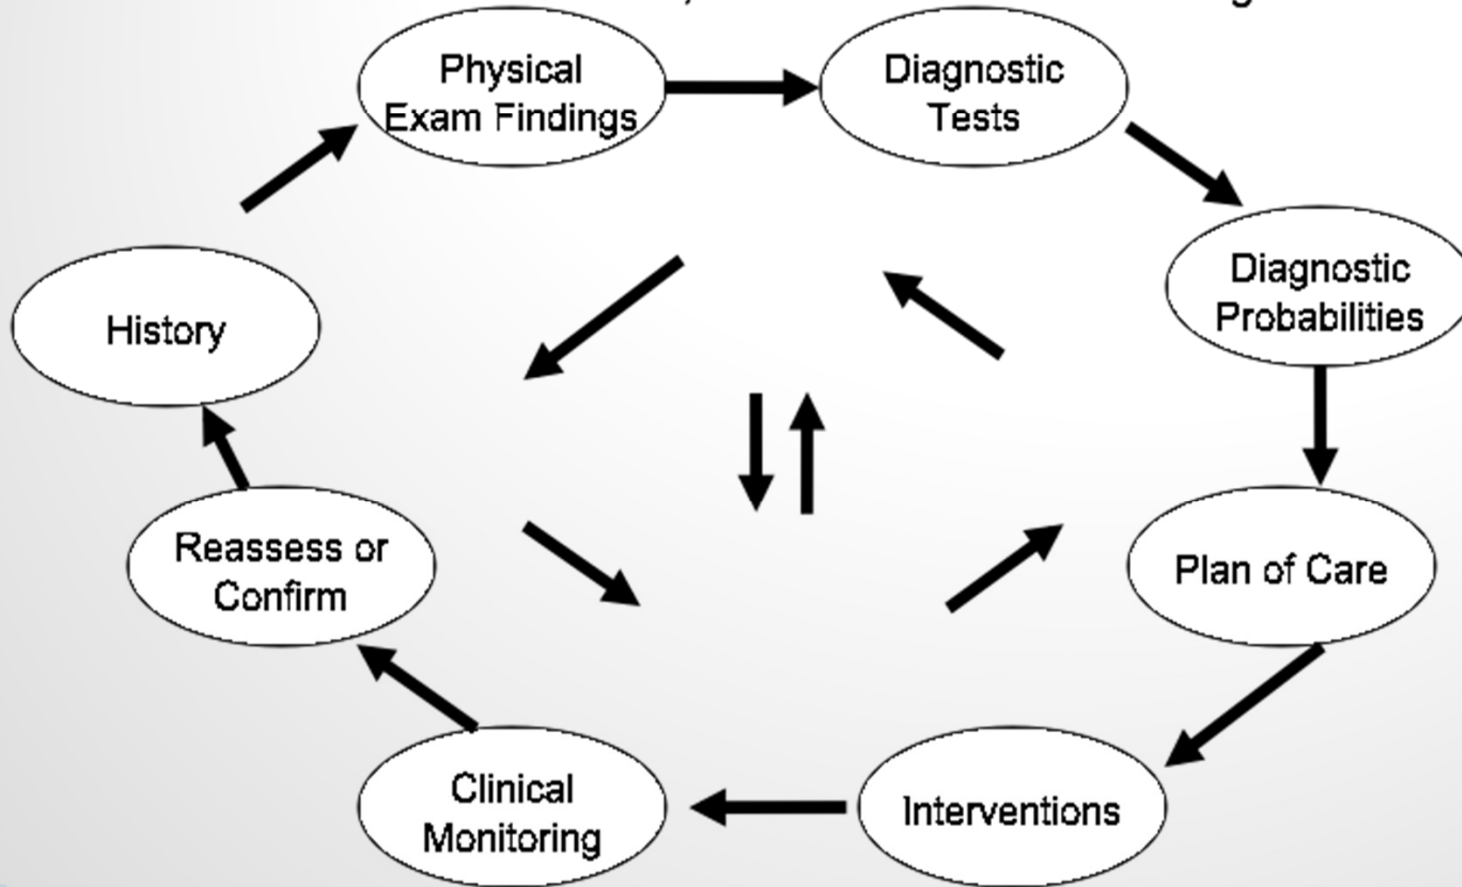 Physical
Exam Findings
Diagnostic
Tests
Diagnostic
Probabilities
History
Reassess or
Confirm
Plan of Care
Clinical
Monitoring
Interventions